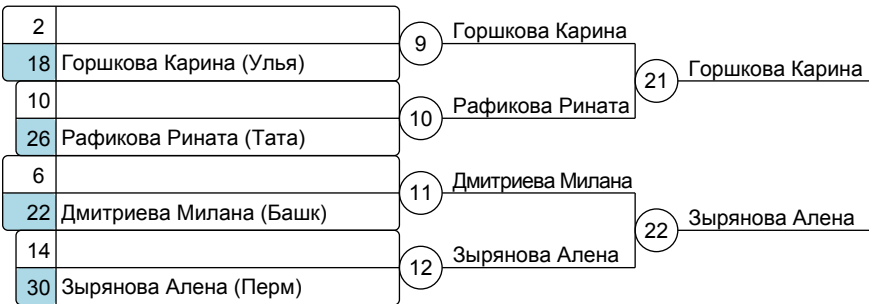 2
9
Горшкова Карина
18 Горшкова Карина (Улья)
21
Горшкова Карина
10
10
Рафикова Рината
26 Рафикова Рината (Тата)
6
11
Дмитриева Милана
22 Дмитриева Милана (Башк)
22
Зырянова Алена
14
12
Зырянова Алена
30 Зырянова Алена (Перм)